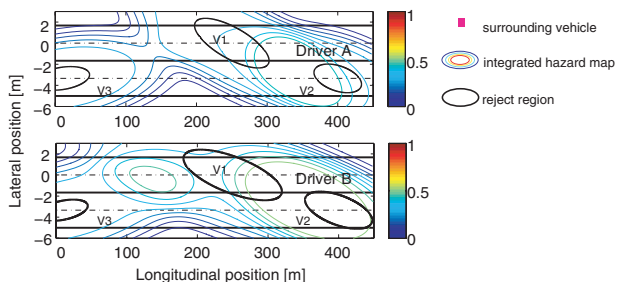 2
0
−2
−4
−6
0
100
200
300
400
V1
Driver A
V3
V2
1
0.5
0
surrounding vehicle
integrated hazard map
reject region
Lateral position [m]
2
0
−2
−4
−6
0
100
200
300
400
V1
Driver B
V3
V2
1
0.5
0
Longitudinal position [m]